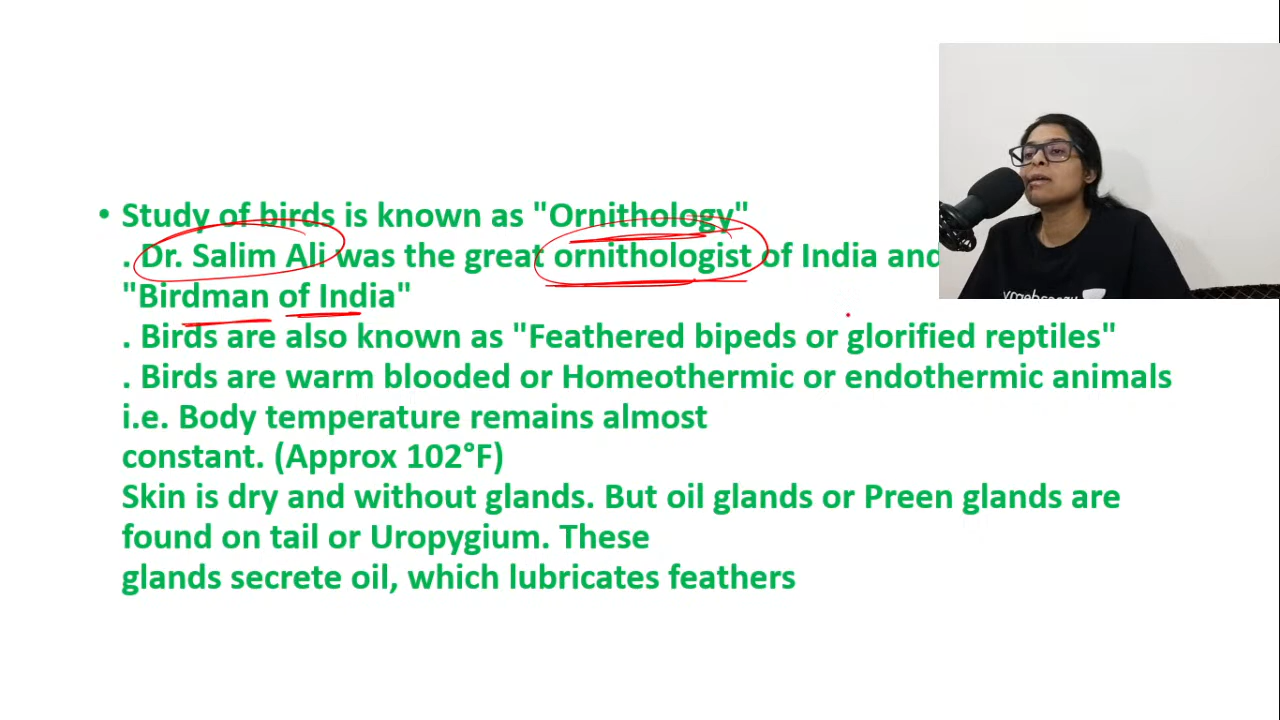 • Study of birds is known as "Ornithology"
. Dr. Salim Ali was the great ornithologist of India and
"Birdman of India"
. Birds are also known as "Feathered bipeds or glorified reptiles"
. Birds are warm blooded or Homeothermic or endothermic animals
i.e. Body temperature remains almost
constant. (Approx 102°F)
Skin is dry and without glands. But oil glands or Preen glands are
found on tail or Uropygium. These
glands secrete oil, which lubricates feathers